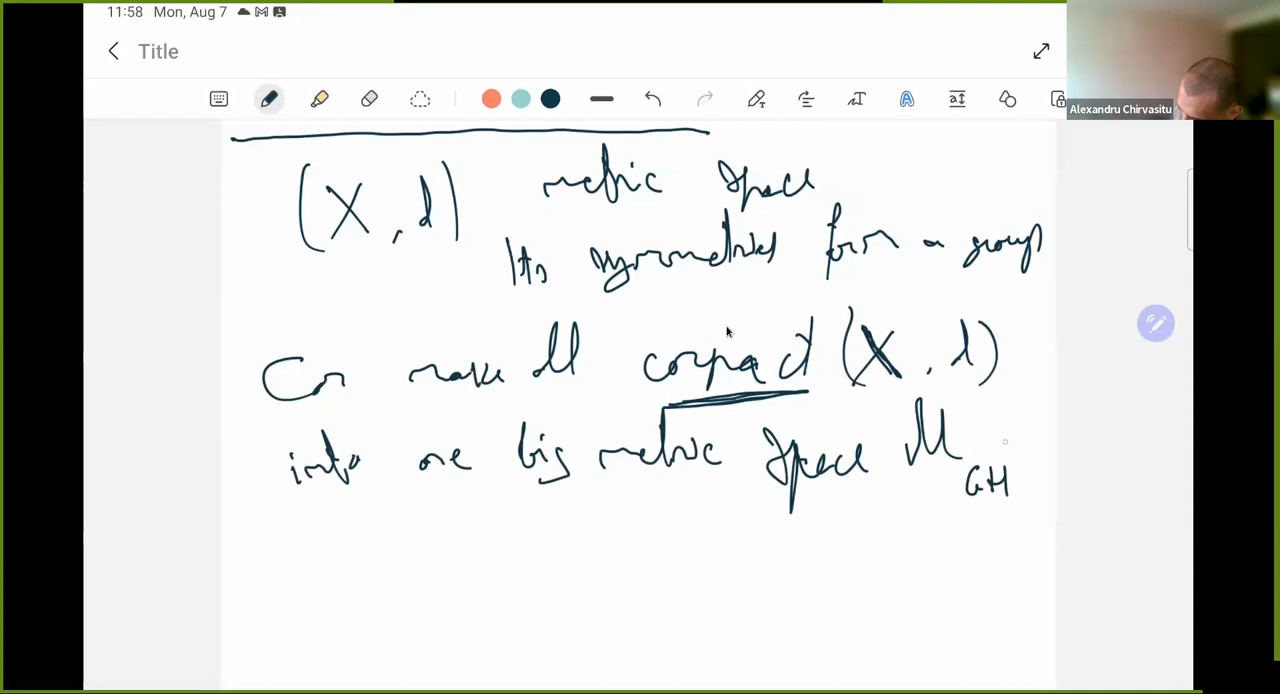 11:58 Mon, Aug 7
Title
Alexandru Chirvasitu
(X, d) metric space
Its symmetries form a group
Can make all compact (X, d)
into one big metric space M_GH